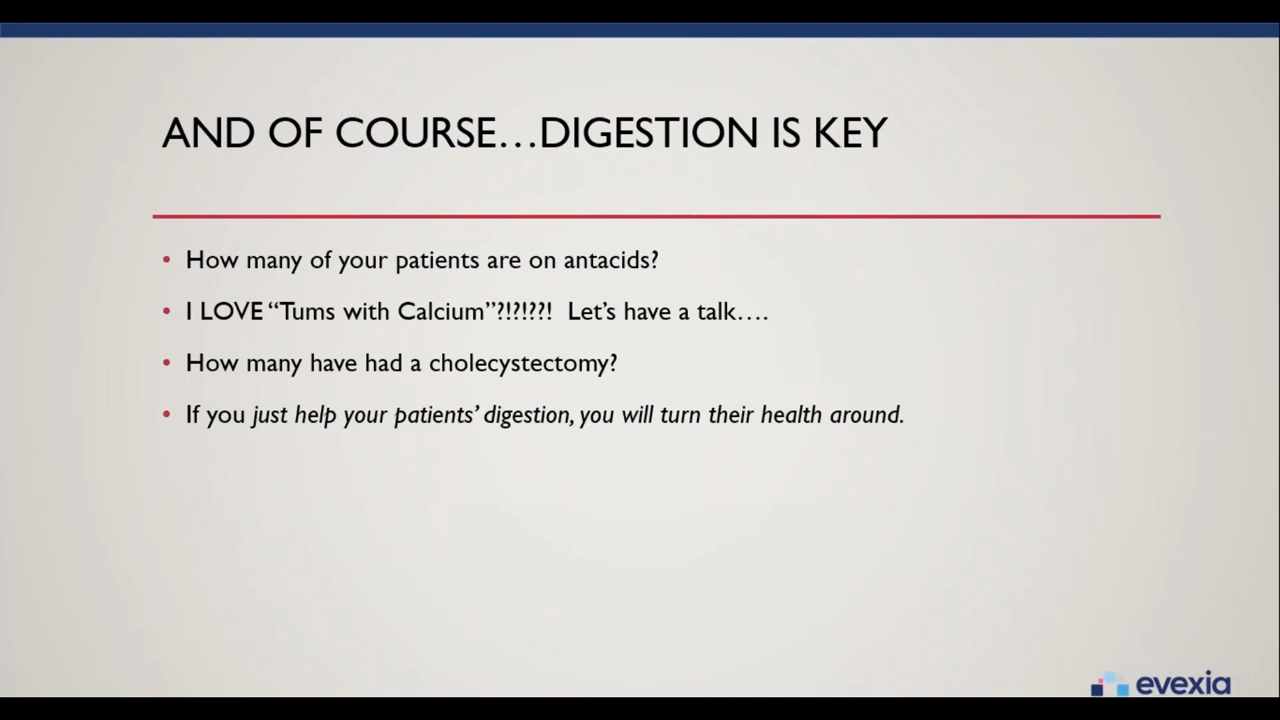 AND OF COURSE...DIGESTION IS KEY
• How many of your patients are on antacids?
• I LOVE “Tums with Calcium”?!?!??!  Let’s have a talk....
• How many have had a cholecystectomy?
• If you just help your patients’ digestion, you will turn their health around.
evexia